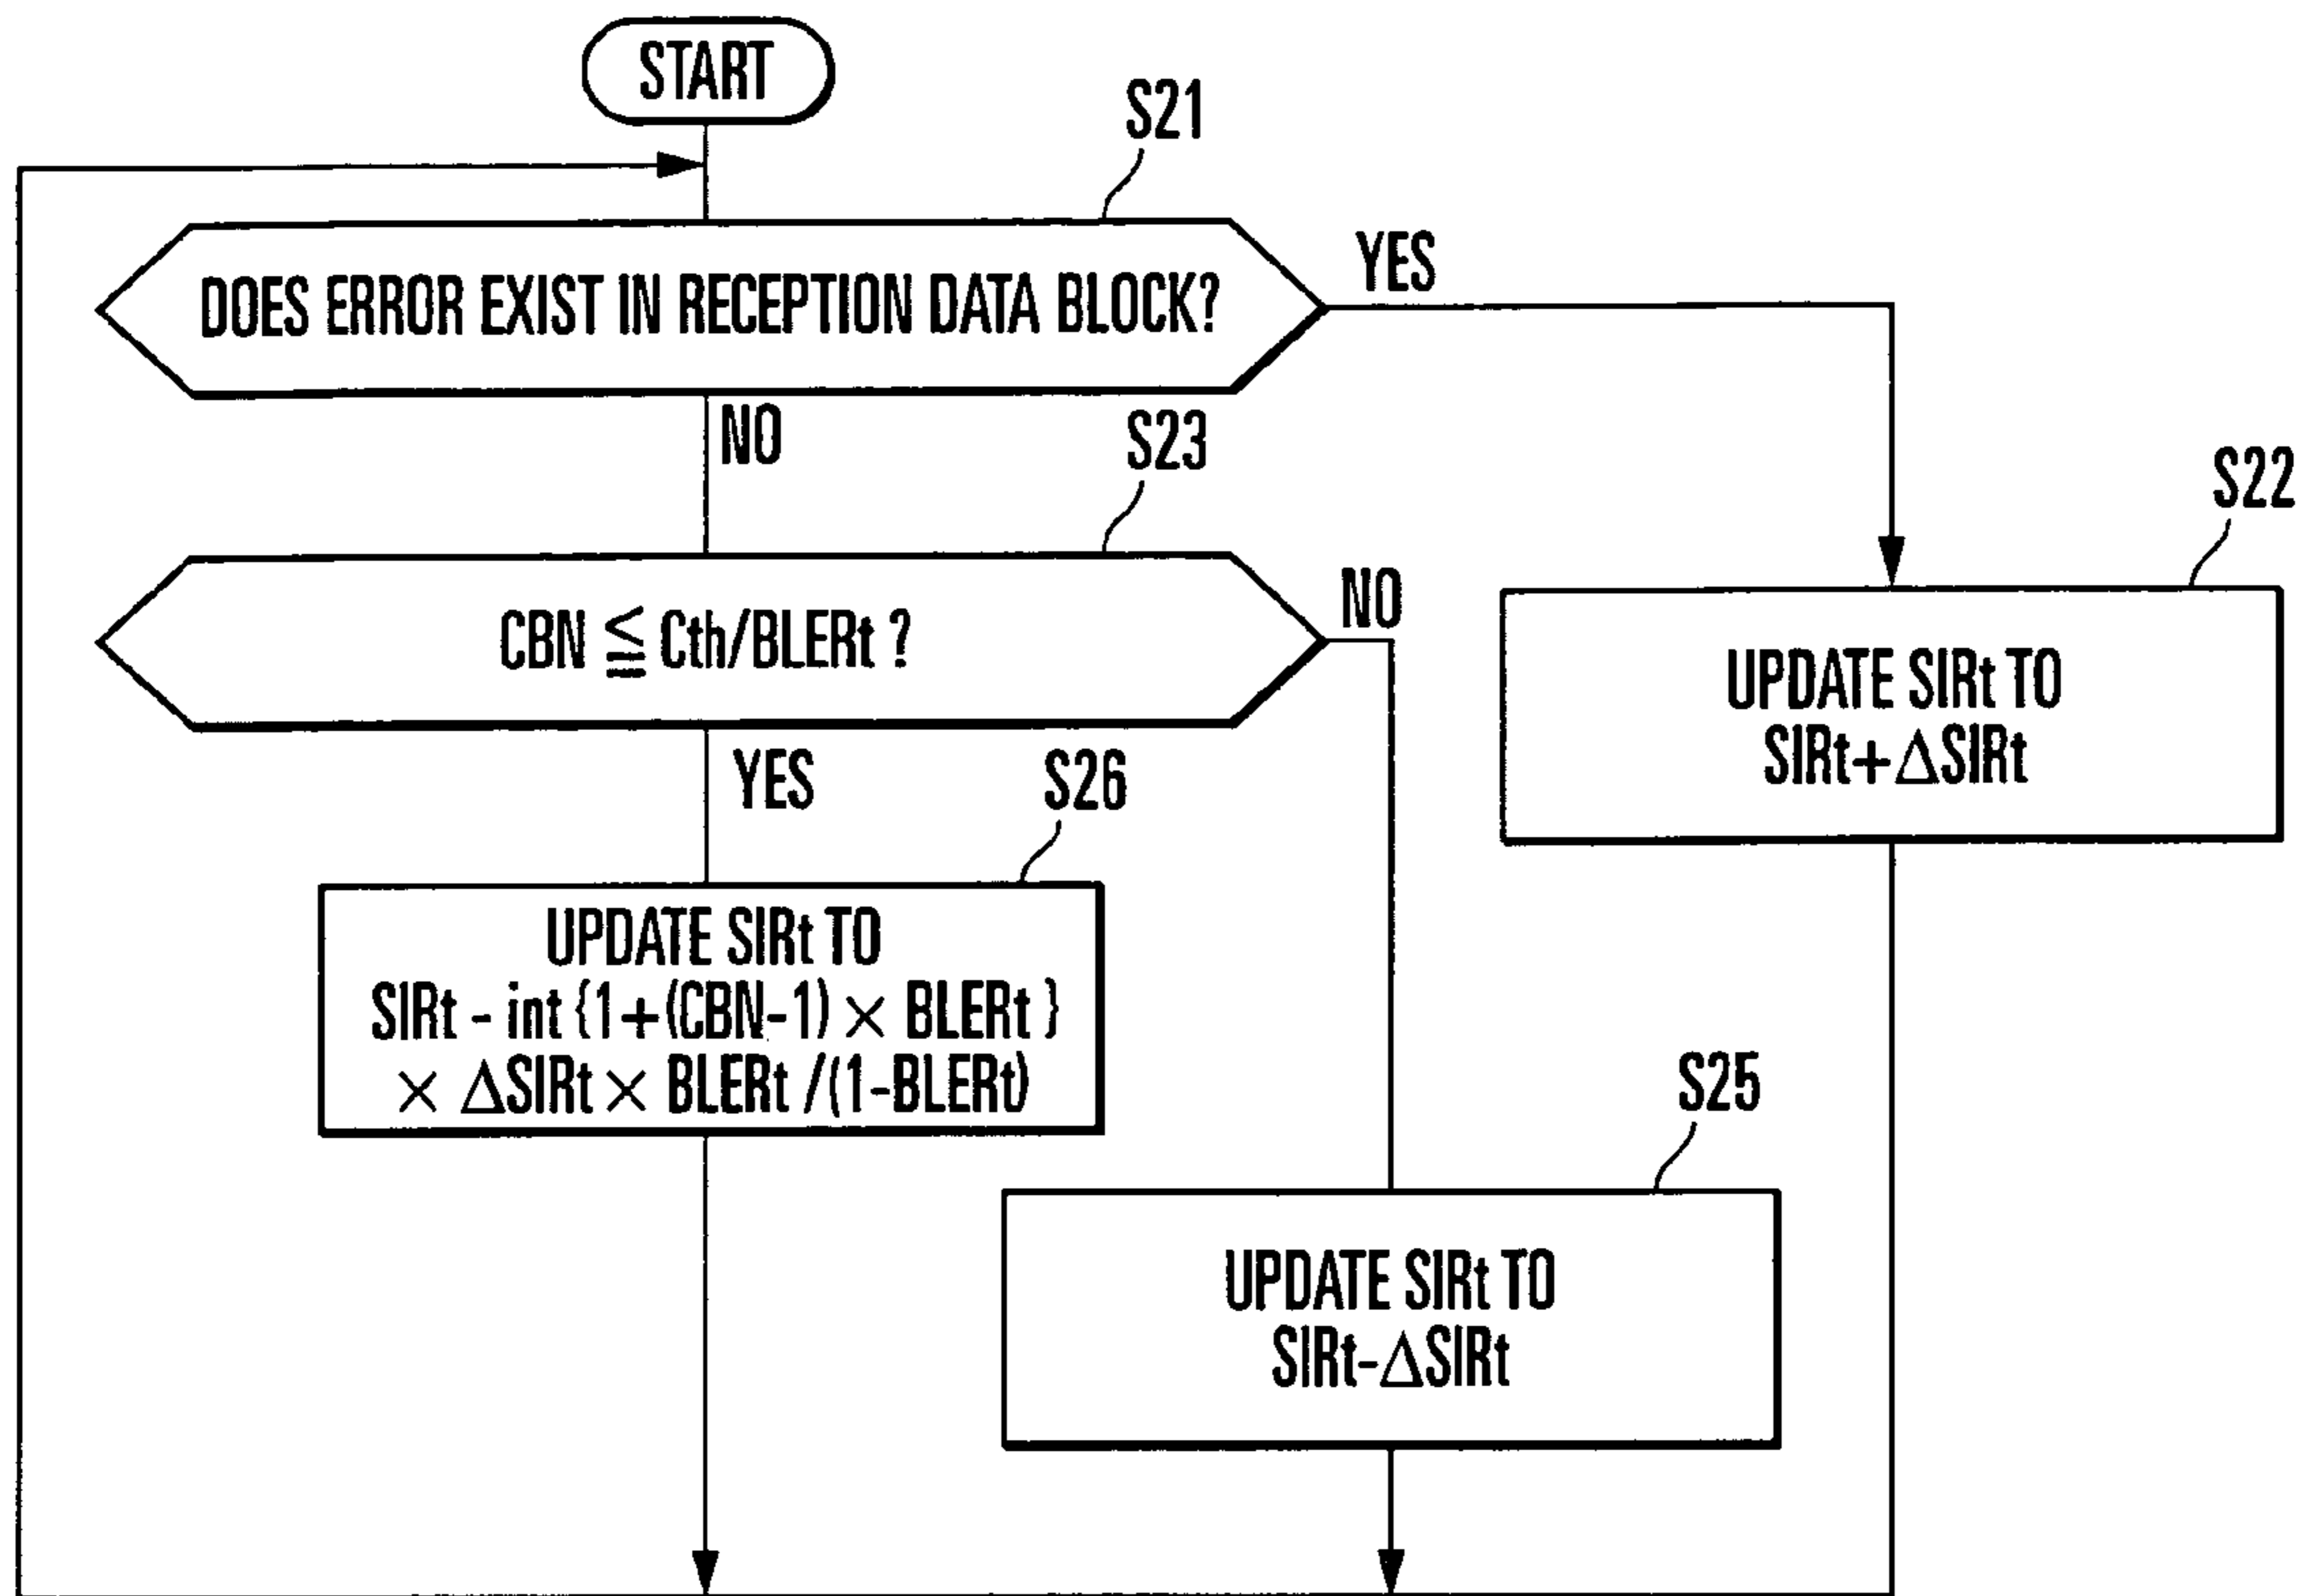 START
S21
DOES ERROR EXIST IN RECEPTION DATA BLOCK?
YES
NO
S23
S22
CBN ≦ Cth/BLERt ?
NO
UPDATE SIRt TO
SIRt+ΔSIRt
YES
S26
UPDATE SIRt TO
SIRt - int {1+(CBN-1) × BLERt }
× ΔSIRt × BLERt /(1-BLERt)
S25
UPDATE SIRt TO
SIRt-ΔSIRt